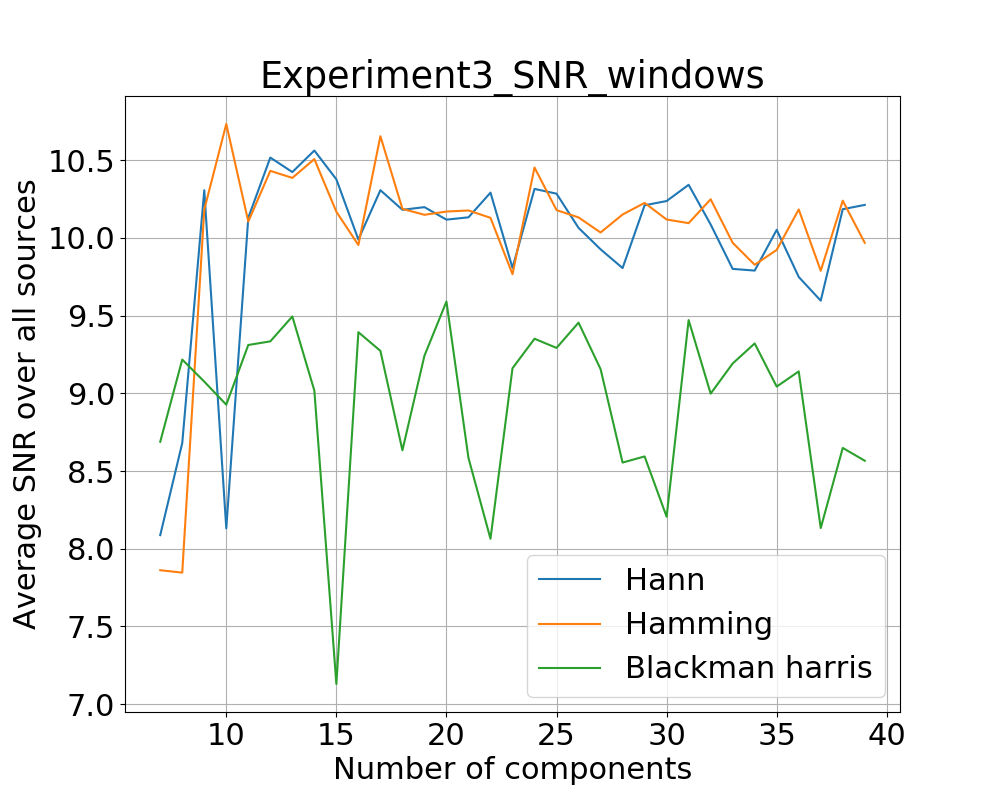 Experiment3_SNR_windows
Average SNR over all sources
10.5
10.0
9.5
9.0
8.5
8.0
7.5
7.0
Hann
Hamming
Blackman harris
10 15 20 25 30 35 40
Number of components